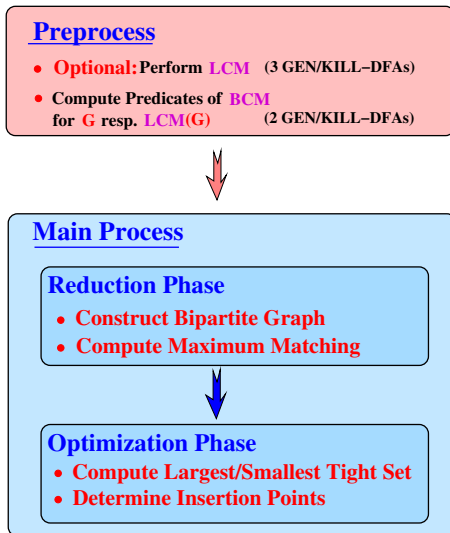 Preprocess
• Optional: Perform LCM (3 GEN/KILL–DFAs)
• Compute Predicates of BCM
for G resp. LCM(G) (2 GEN/KILL–DFAs)
Main Process
Reduction Phase
• Construct Bipartite Graph
• Compute Maximum Matching
Optimization Phase
• Compute Largest/Smallest Tight Set
• Determine Insertion Points